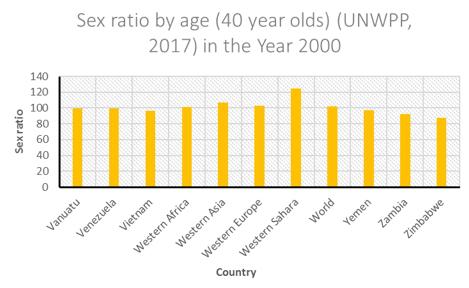 Sex ratio by age (40 year olds) (UNWPP,
2017) in the Year 2000
140
120
100
80
60
40
20
0
Sex ratio
Vanuatu
Venezuela
Vietnam
Western Africa
Western Asia
Western Europe
Western Sahara
World
Yemen
Zambia
Zimbabwe
Country